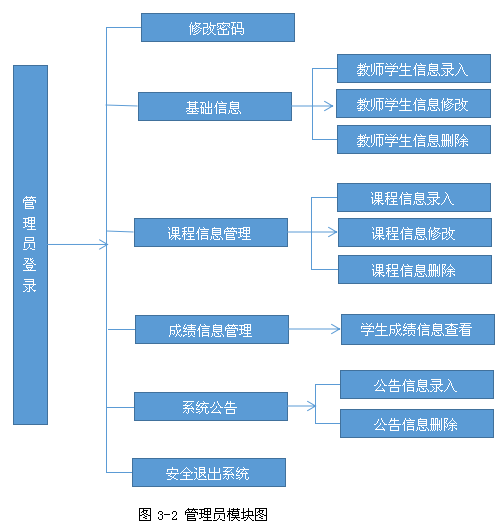 管理员登录
修改密码
基础信息
教师学生信息录入
教师学生信息修改
教师学生信息删除
课程信息管理
课程信息录入
课程信息修改
课程信息删除
成绩信息管理
学生成绩信息查看
系统公告
公告信息录入
公告信息删除
安全退出系统
图 3-2 管理员模块图